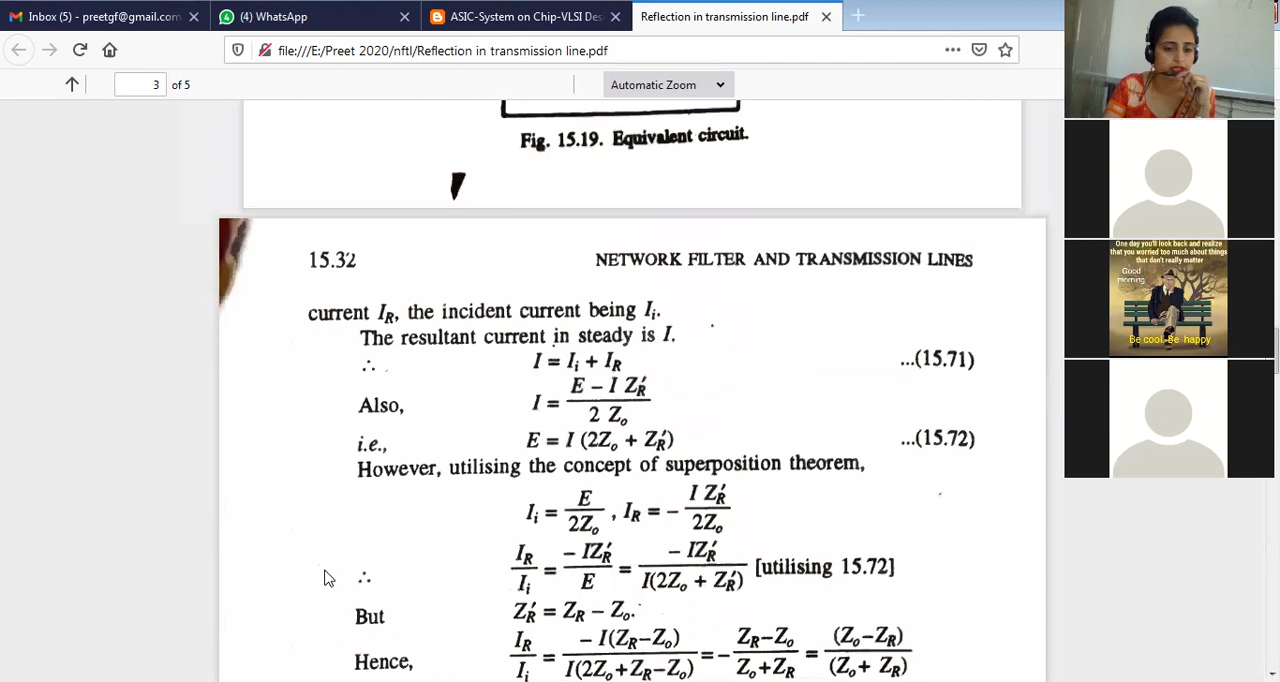 Inbox (5) - preetgf@gmail.com
(4) WhatsApp
ASIC-System on Chip-VLSI Des
Reflection in transmission line.pdf
file:///E:/Preet 2020/nftl/Reflection in transmission line.pdf
3 of 5
Automatic Zoom
Fig. 15.19. Equivalent circuit.
15.32 NETWORK FILTER AND TRANSMISSION LINES
current I_R, the incident current being I_i.
The resultant current in steady is I.
∴ I = I_i + I_R ...(15.71)
Also, I = (E – I Z′_R) / (2 Z_o)
i.e., E = I (2Z_o + Z′_R) ...(15.72)
However, utilising the concept of superposition theorem,
I_i = E / 2Z_o , I_R = – I Z′_R / 2Z_o
∴ I_R / I_i = – IZ′_R / E = – IZ′_R / I(2Z_o + Z′_R) [utilising 15.72]
But Z′_R = Z_R – Z_o.
Hence, I_R / I_i = – I(Z_R–Z_o) / I(2Z_o+Z_R–Z_o) = – (Z_R–Z_o) / (Z_o+Z_R) = (Z_o–Z_R) / (Z_o+ Z_R)
One day you'll look back and realize
that you worried too much about things
that don't really matter
Good
morning
Be cool. Be happy